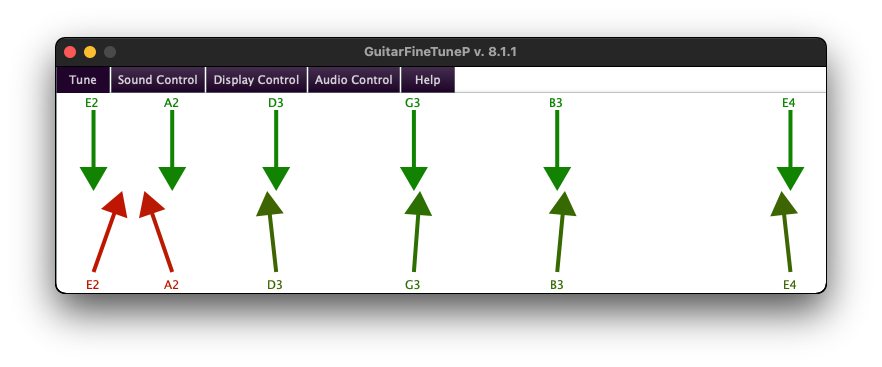 GuitarFineTuneP v. 8.1.1
Tune Sound Control Display Control Audio Control Help
E2 A2 D3 G3 B3 E4
E2 A2 D3 G3 B3 E4